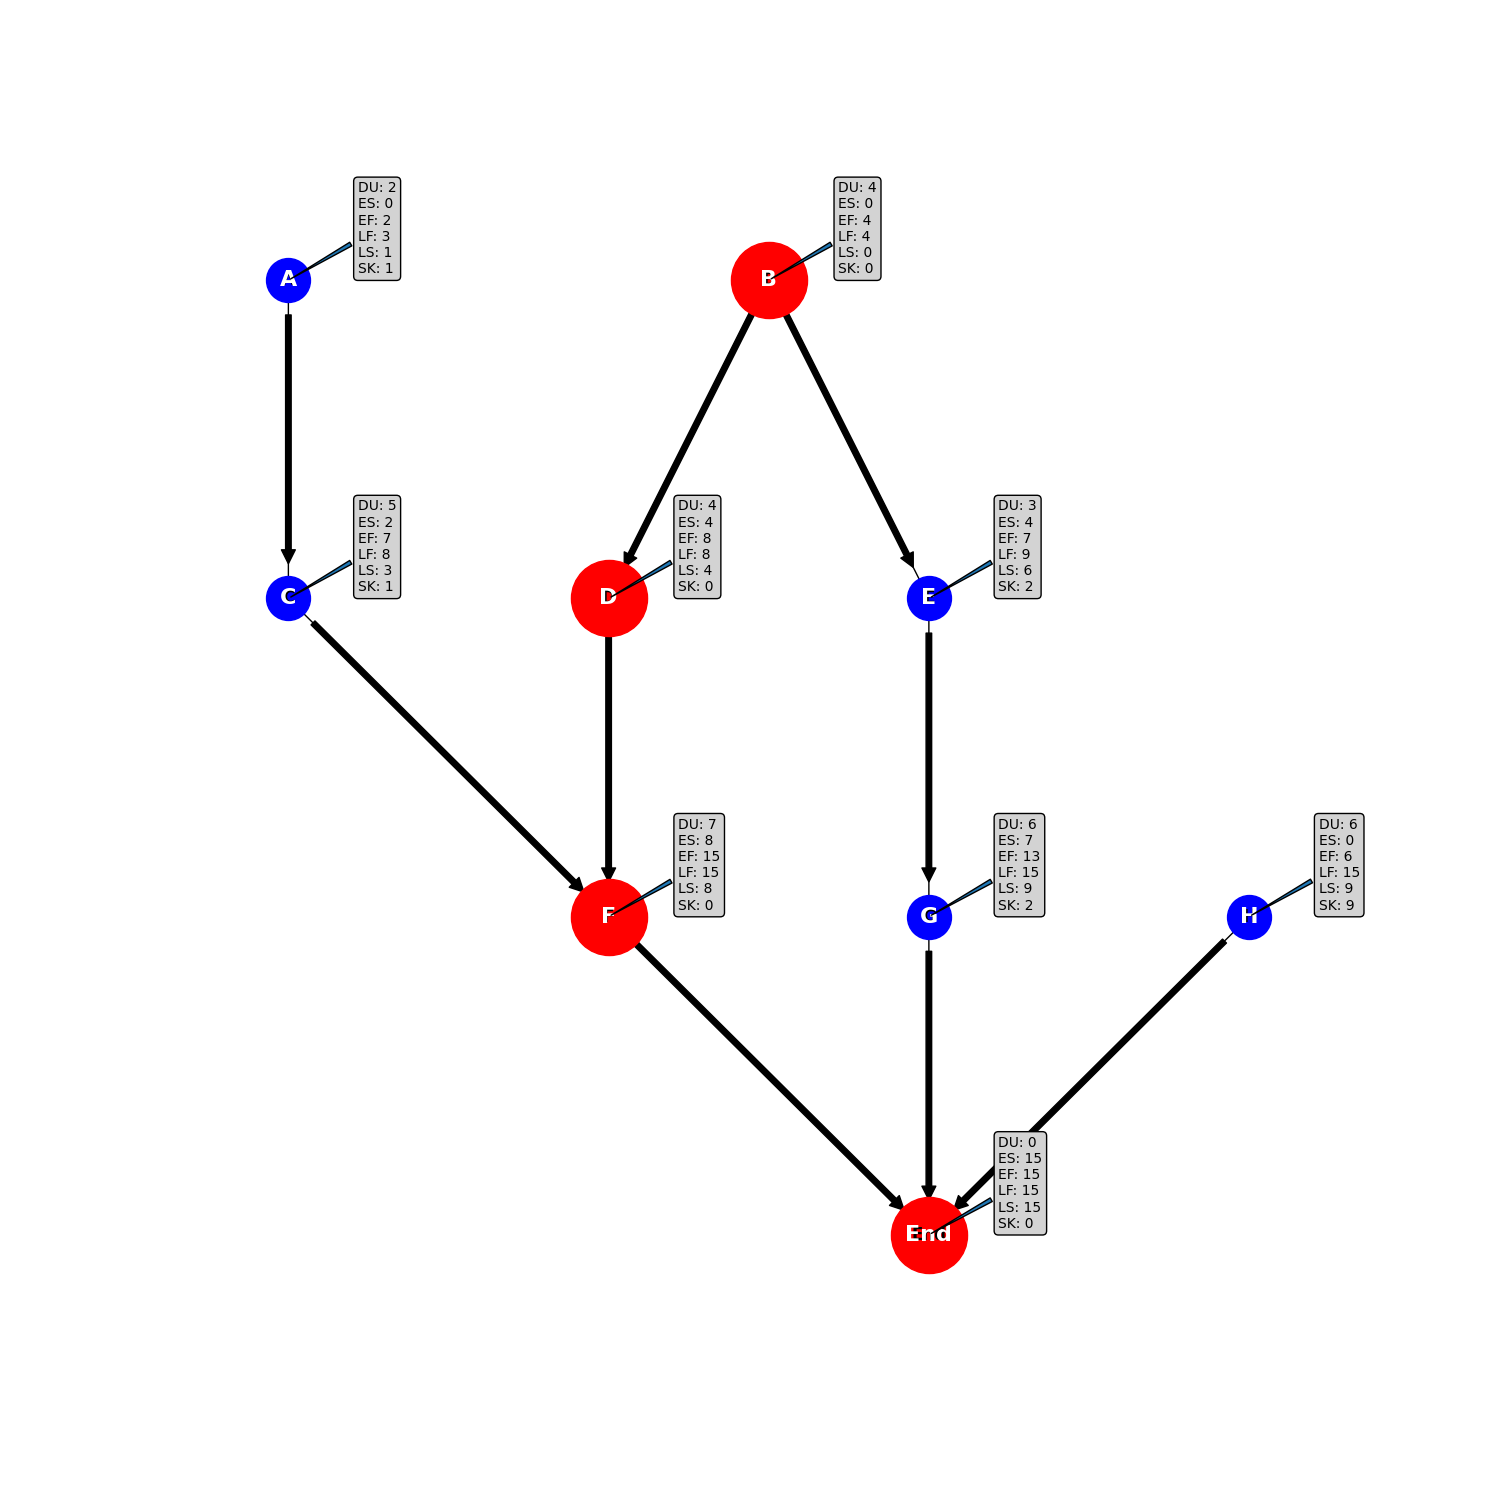 A
DU: 2
ES: 0
EF: 2
LF: 3
LS: 1
SK: 1
B
DU: 4
ES: 0
EF: 4
LF: 4
LS: 0
SK: 0
C
DU: 5
ES: 2
EF: 7
LF: 8
LS: 3
SK: 1
D
DU: 4
ES: 4
EF: 8
LF: 8
LS: 4
SK: 0
E
DU: 3
ES: 4
EF: 7
LF: 9
LS: 6
SK: 2
F
DU: 7
ES: 8
EF: 15
LF: 15
LS: 8
SK: 0
G
DU: 6
ES: 7
EF: 13
LF: 15
LS: 9
SK: 2
H
DU: 6
ES: 0
EF: 6
LF: 15
LS: 9
SK: 9
End
DU: 0
ES: 15
EF: 15
LF: 15
LS: 15
SK: 0